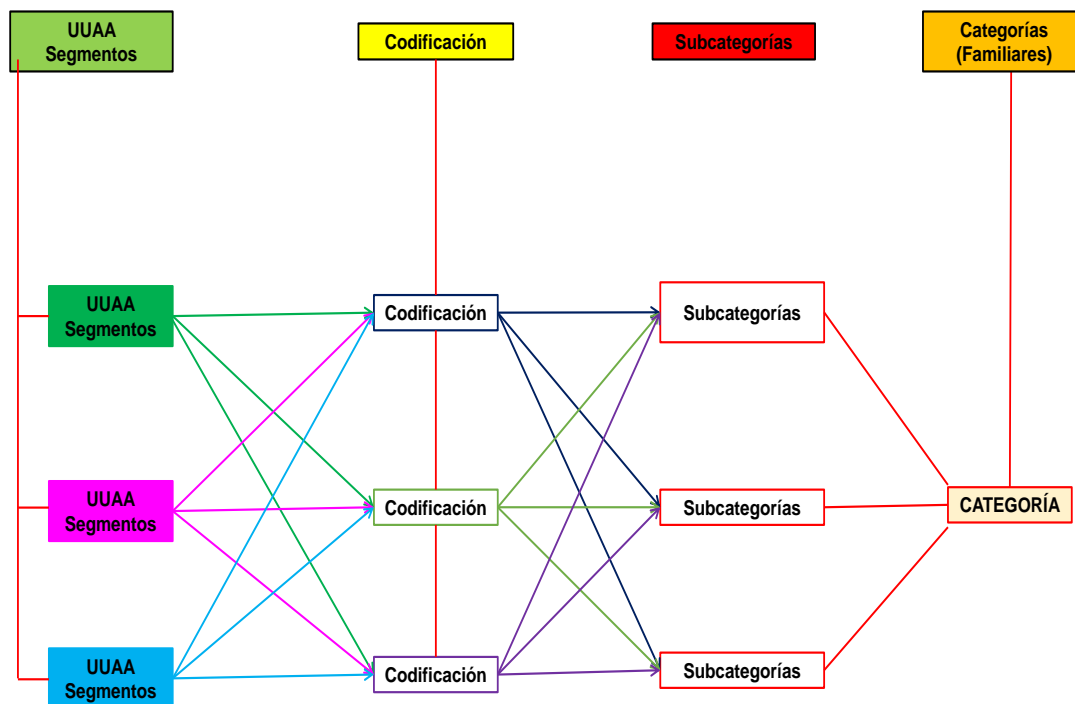 UUAA
Segmentos
Codificación
Subcategorías
Categorías
(Familiares)
UUAA
Segmentos
Codificación
Subcategorías
UUAA
Segmentos
Codificación
Subcategorías
CATEGORÍA
UUAA
Segmentos
Codificación
Subcategorías